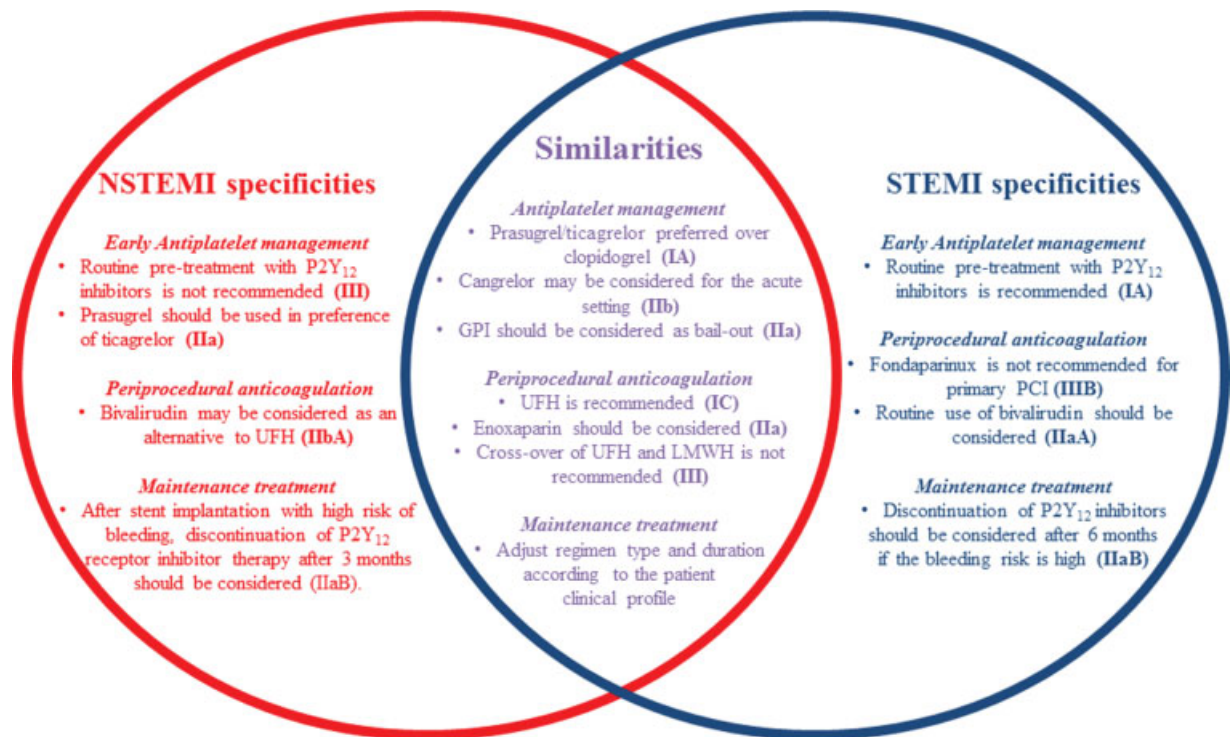 NSTEMI specificities
Early Antiplatelet management
• Routine pre-treatment with P2Y12
inhibitors is not recommended (III)
• Prasugrel should be used in preference
of ticagrelor (IIa)
Periprocedural anticoagulation
• Bivalirudin may be considered as an
alternative to UFH (IIbA)
Maintenance treatment
• After stent implantation with high risk of
bleeding, discontinuation of P2Y12
receptor inhibitor therapy after 3 months
should be considered (IIaB).
Similarities
Antiplatelet management
• Prasugrel/ticagrelor preferred over
clopidogrel (IA)
• Cangrelor may be considered for the acute
setting (IIb)
• GPI should be considered as bail-out (IIa)
Periprocedural anticoagulation
• UFH is recommended (IC)
• Enoxaparin should be considered (IIa)
• Cross-over of UFH and LMWH is not
recommended (III)
Maintenance treatment
• Adjust regimen type and duration
according to the patient
clinical profile
STEMI specificities
Early Antiplatelet management
• Routine pre-treatment with P2Y12
inhibitors is recommended (IA)
Periprocedural anticoagulation
• Fondaparinux is not recommended for
primary PCI (IIIB)
• Routine use of bivalirudin should be
considered (IIaA)
Maintenance treatment
• Discontinuation of P2Y12 inhibitors
should be considered after 6 months
if the bleeding risk is high (IIaB)